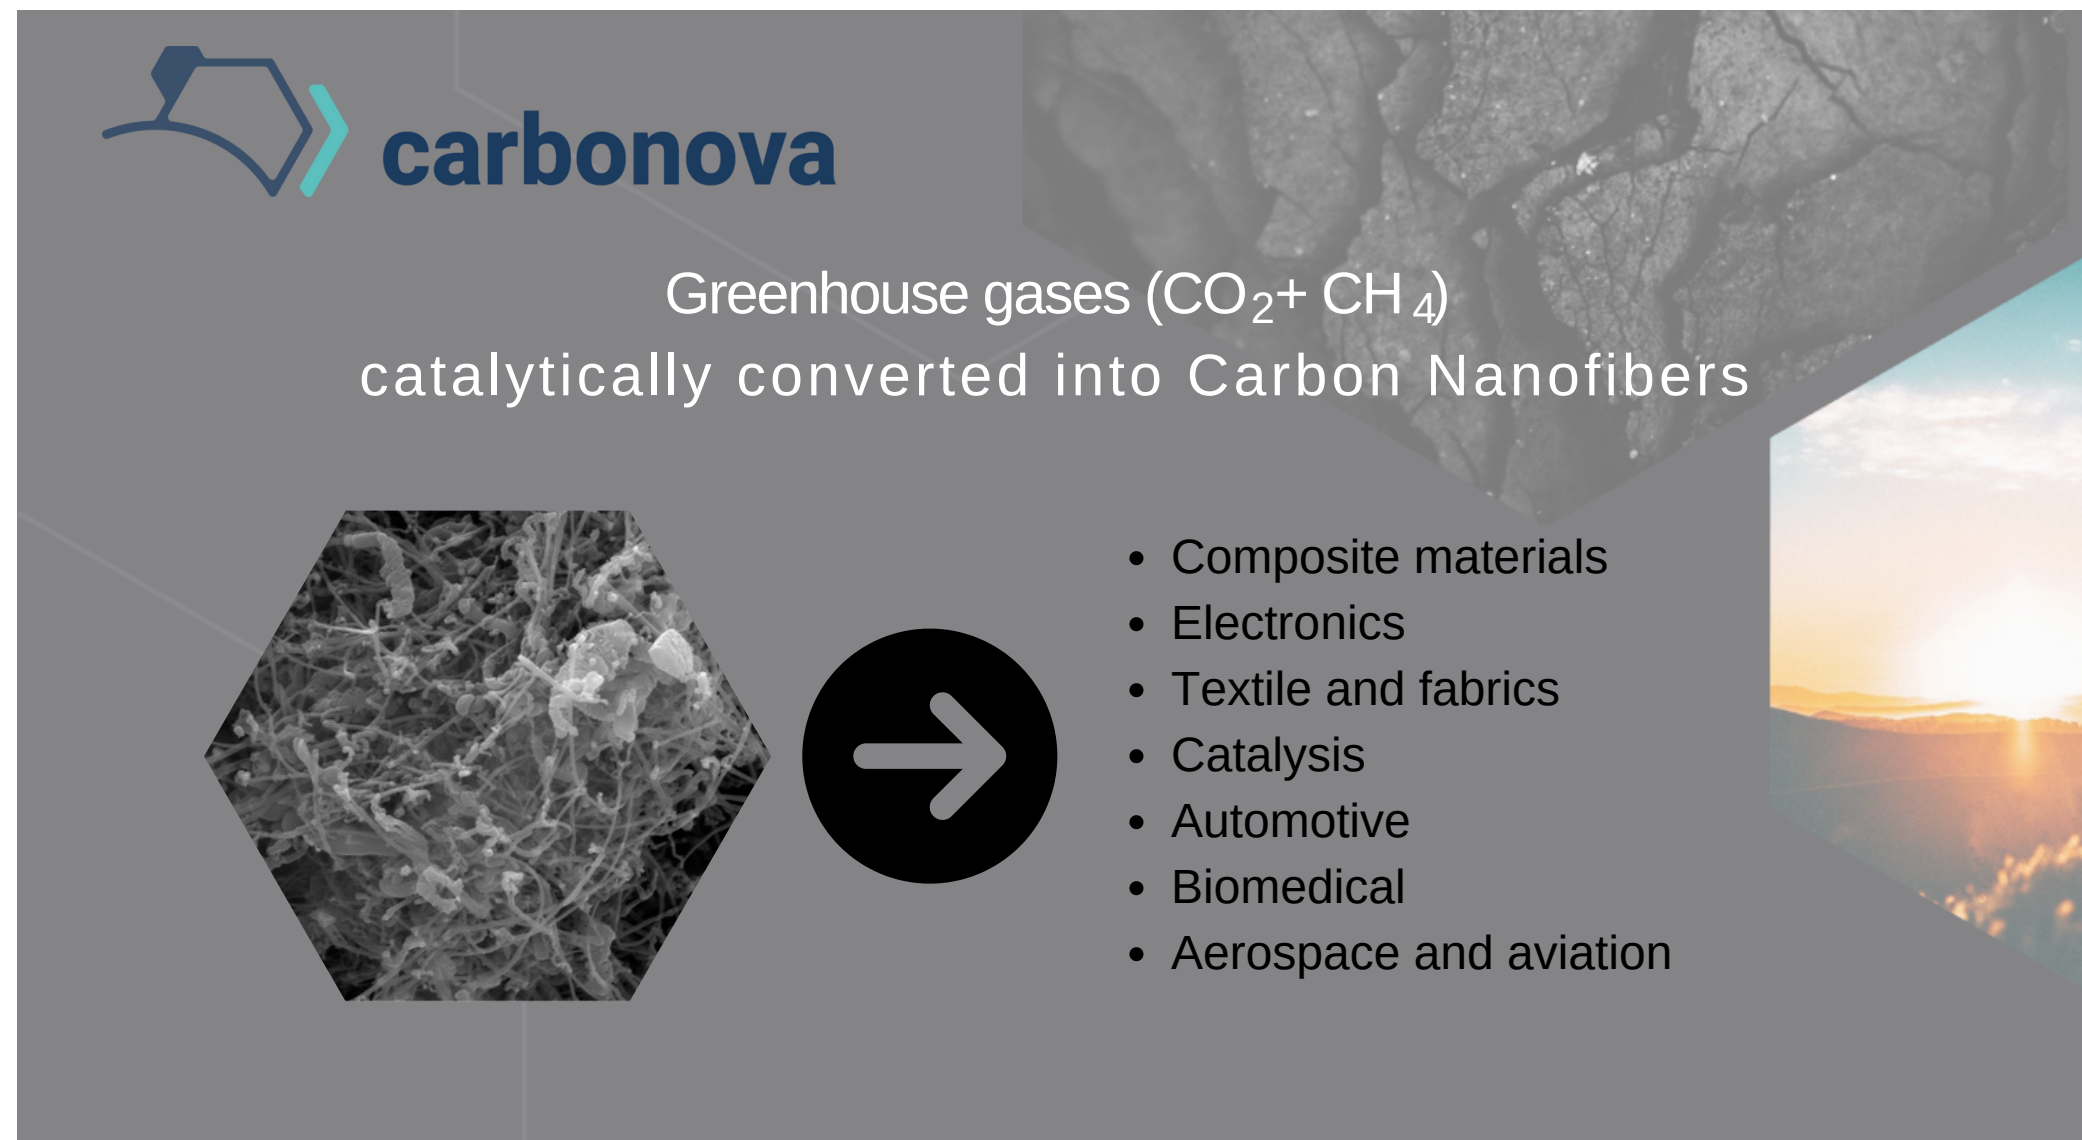 carbonova
Greenhouse gases (CO₂+ CH₄)
catalytically converted into Carbon Nanofibers
• Composite materials
• Electronics
• Textile and fabrics
• Catalysis
• Automotive
• Biomedical
• Aerospace and aviation